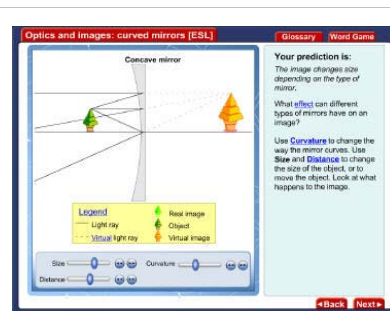 Optics and images: curved mirrors [ESL]
Glossary
Word Game
Concave mirror
Legend
Light ray
Virtual light ray
Real image
Object
Virtual image
Size
Curvature
Distance
Your prediction is:
The image changes size
depending on the type of
mirror.
What effect can different
types of mirrors have on an
image?
Use Curvature to change the
way the mirror curves. Use
Size and Distance to change
the size of the object, or to
move the object. Look at what
happens to the image.
Back
Next